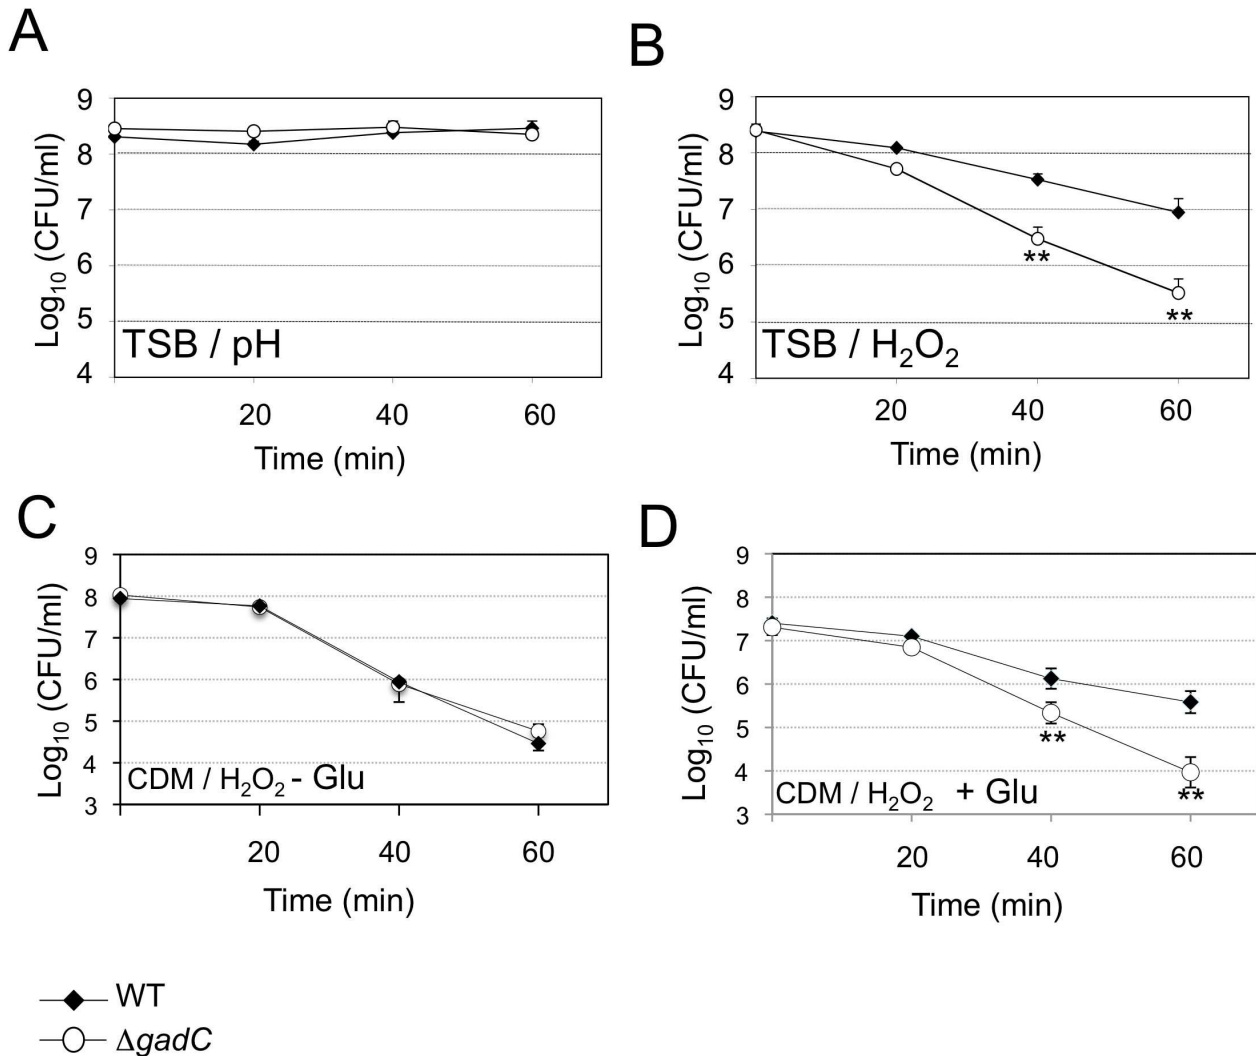 A
9
8
7
6
5
4
Log₁₀ (CFU/ml)
TSB / pH
20 40 60
Time (min)
B
9
8
7
6
5
4
Log₁₀ (CFU/ml)
**
**
TSB / H₂O₂
20 40 60
Time (min)
C
9
8
7
6
5
4
3
Log₁₀ (CFU/ml)
CDM / H₂O₂ - Glu
20 40 60
Time (min)
D
9
8
7
6
5
4
3
Log₁₀ (CFU/ml)
**
**
CDM / H₂O₂ + Glu
20 40 60
Time (min)
WT
ΔgadC